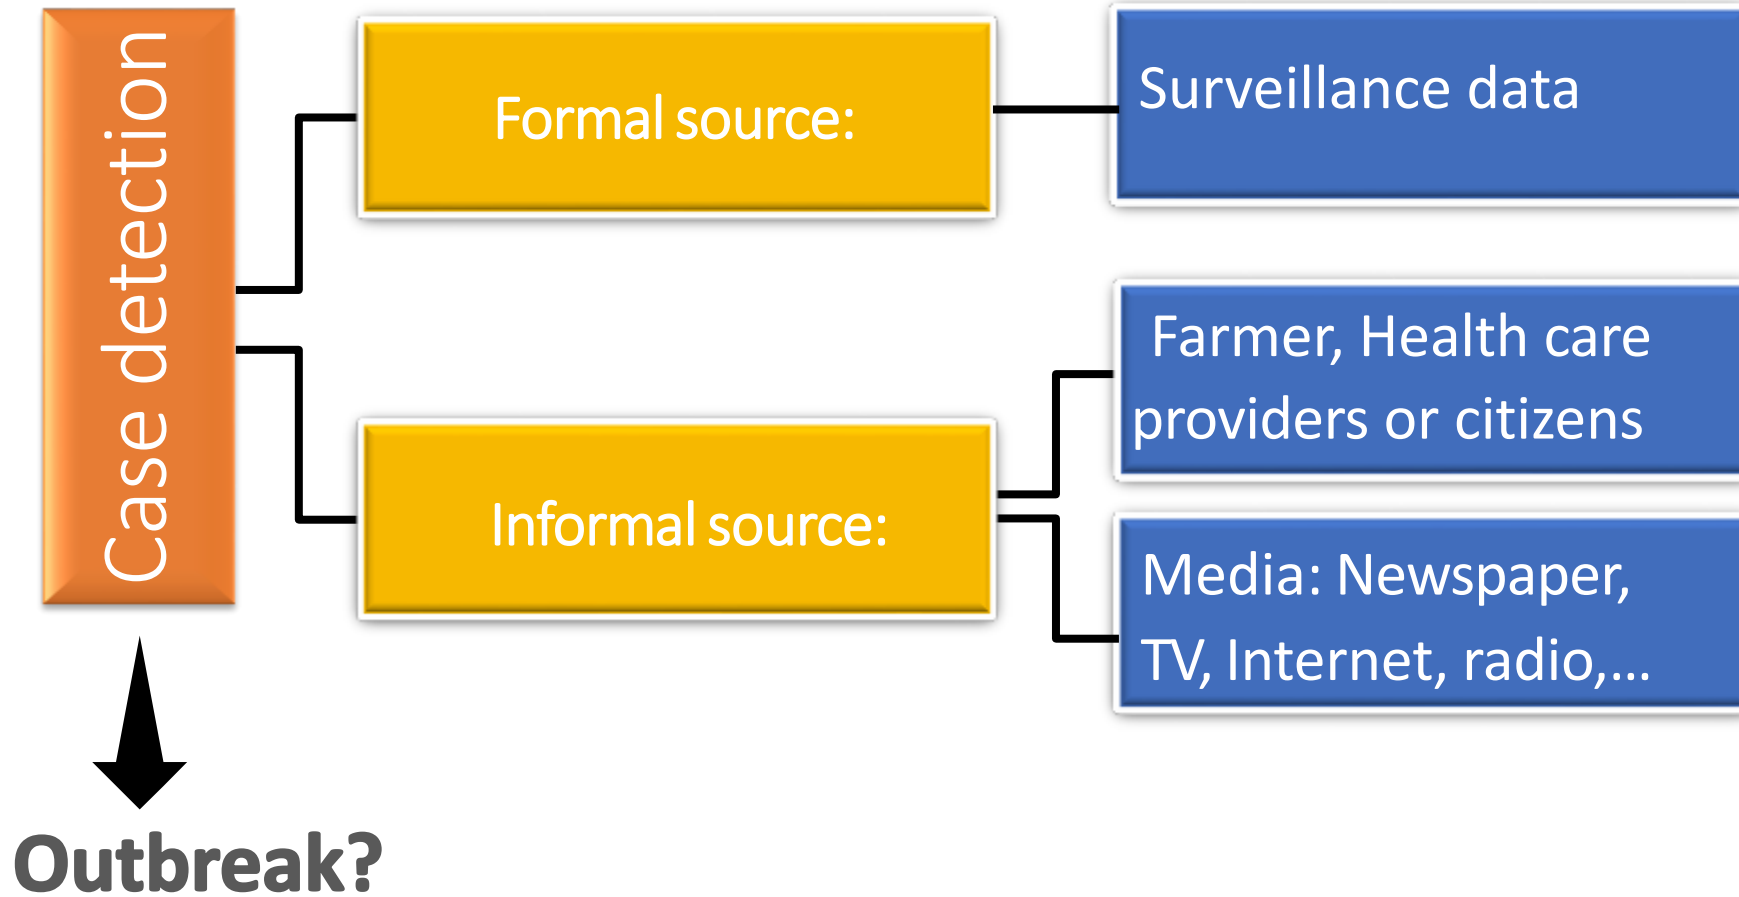 Case detection
Formal source:
Surveillance data
Informal source:
Farmer, Health care
providers or citizens
Media: Newspaper,
TV, Internet, radio,...
Outbreak?